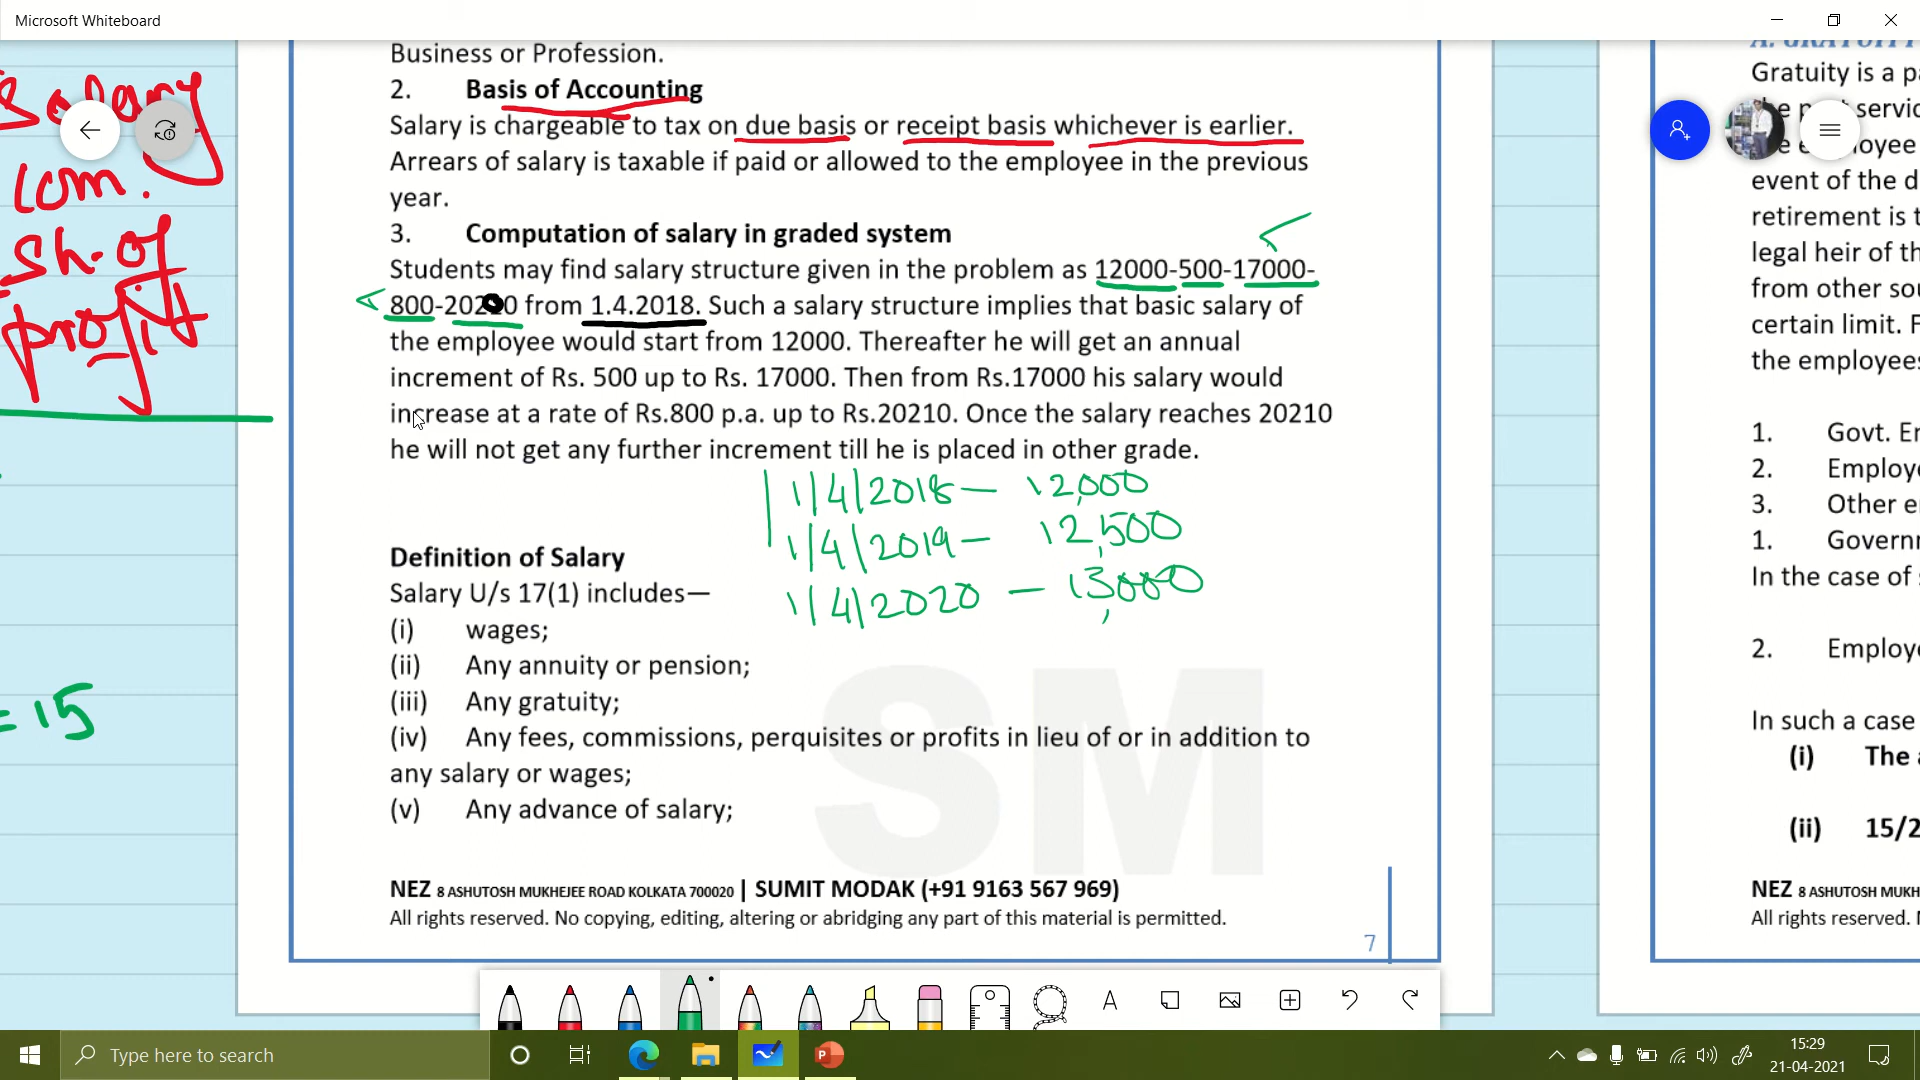 Microsoft Whiteboard
Salary
com.
Sh. of
profit
= 15
Business or Profession.
2. Basis of Accounting
Salary is chargeable to tax on due basis or receipt basis whichever is earlier.
Arrears of salary is taxable if paid or allowed to the employee in the previous
year.
3. Computation of salary in graded system
Students may find salary structure given in the problem as 12000-500-17000-
800-20210 from 1.4.2018. Such a salary structure implies that basic salary of
the employee would start from 12000. Thereafter he will get an annual
increment of Rs. 500 up to Rs. 17000. Then from Rs.17000 his salary would
increase at a rate of Rs.800 p.a. up to Rs.20210. Once the salary reaches 20210
he will not get any further increment till he is placed in other grade.
1/4/2018 — 12,000
1/4/2019 — 12,500
1/4/2020 — 13,000
Definition of Salary
Salary U/s 17(1) includes—
(i) wages;
(ii) Any annuity or pension;
(iii) Any gratuity;
(iv) Any fees, commissions, perquisites or profits in lieu of or in addition to
any salary or wages;
(v) Any advance of salary;
SM
NEZ 8 ASHUTOSH MUKHEJEE ROAD KOLKATA 700020 | SUMIT MODAK (+91 9163 567 969)
All rights reserved. No copying, editing, altering or abridging any part of this material is permitted.
7
A. GRATUITY
Gratuity is a pa
the p t servic
e e loyee
event of the d
retirement is t
legal heir of th
from other sou
certain limit. F
the employees
1. Govt. En
2. Employe
3. Other e
1. Governm
In the case of s
2. Employe
In such a case
(i) The a
(ii) 15/2
NEZ 8 ASHUTOSH MUKH
All rights reserved. N
Type here to search
15:29
21-04-2021